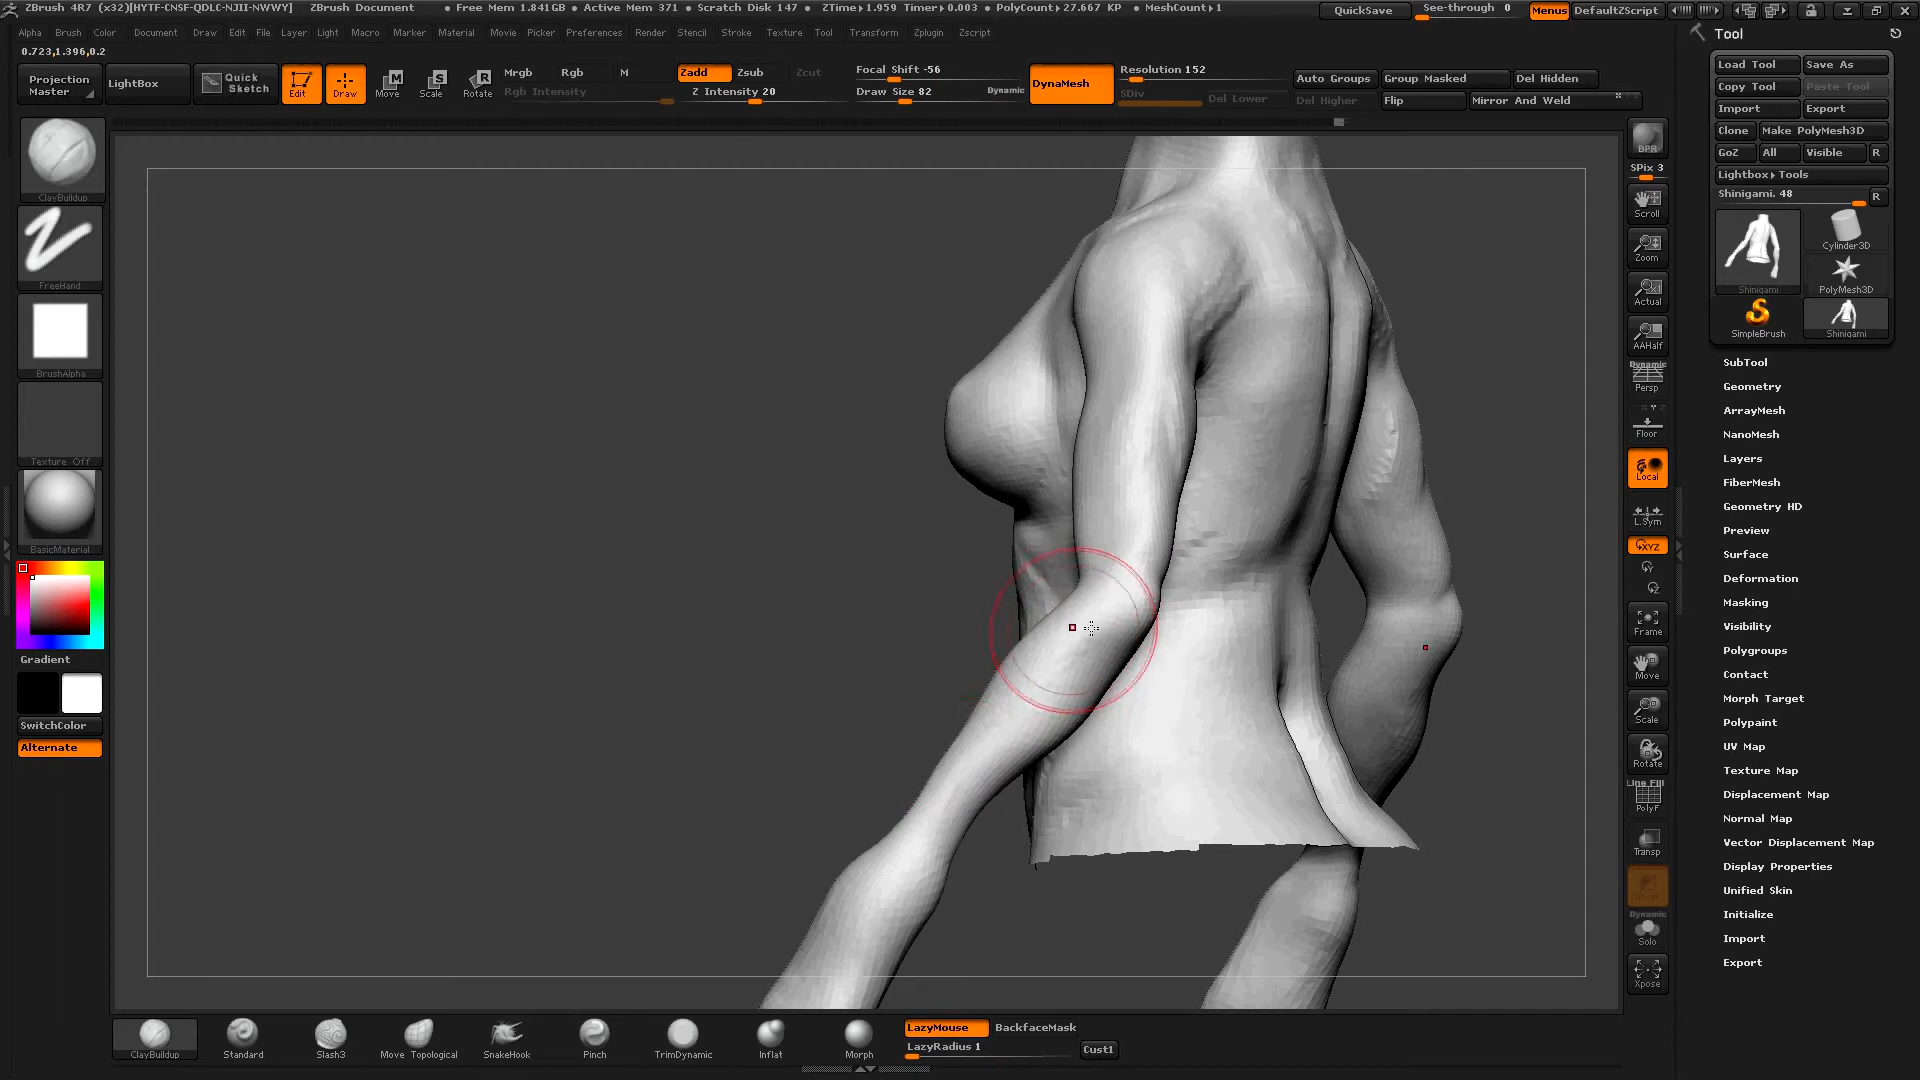 ZBrush 4R7 (x32)[HYTF-CNSF-QDLC-NJII-NWWY] ZBrush Document • Free Mem 1.841GB • Active Mem 371 • Scratch Disk 147 • ZTime▸1.959 Timer▸0.003 • PolyCount▸27.667 KP • MeshCount▸1 QuickSave See-through 0 Menus DefaultZScript
Alpha Brush Color Document Draw Edit File Layer Light Macro Marker Material Movie Picker Preferences Render Stencil Stroke Texture Tool Transform Zplugin Zscript
0.723,1.396,0.2
Projection Master
LightBox
Quick Sketch
Edit
Draw
Move
Scale
Rotate
Mrgb Rgb M
Rgb Intensity
Zadd Zsub Zcut
Z Intensity 20
Focal Shift -56
Draw Size 82
Dynamic
DynaMesh
Resolution 152
SDiv
Del Lower
Auto Groups
Group Masked
Del Hidden
Del Higher
Flip
Mirror And Weld
ClayBuildup
FreeHand
BrushAlpha
Texture Off
BasicMaterial
Gradient
SwitchColor
Alternate
BPR
SPix 3
Scroll
Zoom
Actual
AAHalf
Dynamic
Persp
Floor
Local
L.Sym
XYZ
Y
Z
Frame
Move
Scale
Rotate
Line Fill
PolyF
Transp
Dynamic
Solo
Xpose
Tool
Load Tool Save As
Copy Tool Paste Tool
Import Export
Clone Make PolyMesh3D
GoZ All Visible R
Lightbox▸Tools
Shinigami. 48 R
Shinigami
Cylinder3D
PolyMesh3D
SimpleBrush
Shinigami
SubTool
Geometry
ArrayMesh
NanoMesh
Layers
FiberMesh
Geometry HD
Preview
Surface
Deformation
Masking
Visibility
Polygroups
Contact
Morph Target
Polypaint
UV Map
Texture Map
Displacement Map
Normal Map
Vector Displacement Map
Display Properties
Unified Skin
Initialize
Import
Export
ClayBuildup
Standard
Slash3
Move Topological
SnakeHook
Pinch
TrimDynamic
Inflat
Morph
LazyMouse BackfaceMask
LazyRadius 1
Cust1